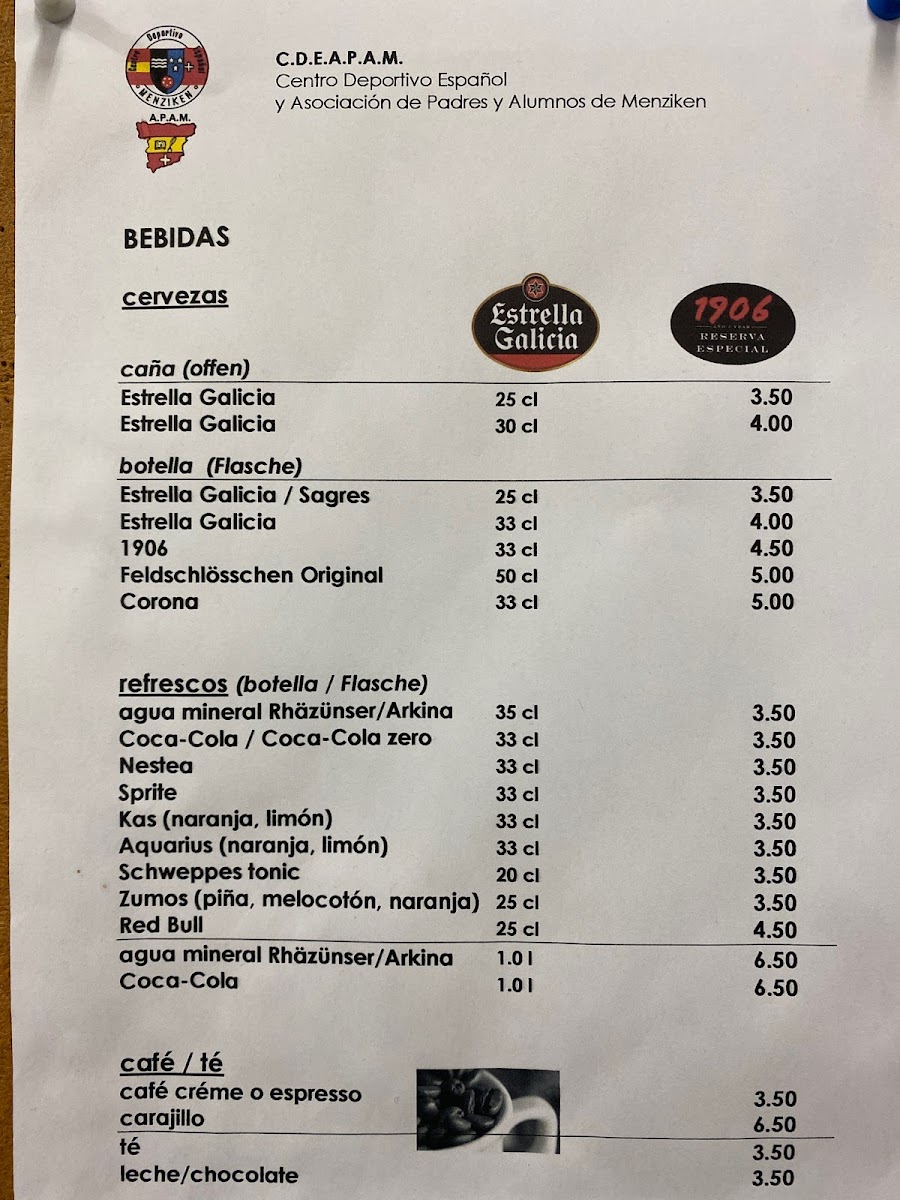 Centro Deportivo Español
MENZIKEN
A.P.A.M.
C.D.E.A.P.A.M.
Centro Deportivo Español
y Asociación de Padres y Alumnos de Menziken
BEBIDAS
cervezas
Estrella
Galicia
1906
RESERVA
ESPECIAL
caña (offen)
Estrella Galicia 25 cl 3.50
Estrella Galicia 30 cl 4.00
botella (Flasche)
Estrella Galicia / Sagres 25 cl 3.50
Estrella Galicia 33 cl 4.00
1906 33 cl 4.50
Feldschlösschen Original 50 cl 5.00
Corona 33 cl 5.00
refrescos (botella / Flasche)
agua mineral Rhäzünser/Arkina 35 cl 3.50
Coca-Cola / Coca-Cola zero 33 cl 3.50
Nestea 33 cl 3.50
Sprite 33 cl 3.50
Kas (naranja, limón) 33 cl 3.50
Aquarius (naranja, limón) 33 cl 3.50
Schweppes tonic 20 cl 3.50
Zumos (piña, melocotón, naranja) 25 cl 3.50
Red Bull 25 cl 4.50
agua mineral Rhäzünser/Arkina 1.0 l 6.50
Coca-Cola 1.0 l 6.50
café / té
café créme o espresso 3.50
carajillo 6.50
té 3.50
leche/chocolate 3.50